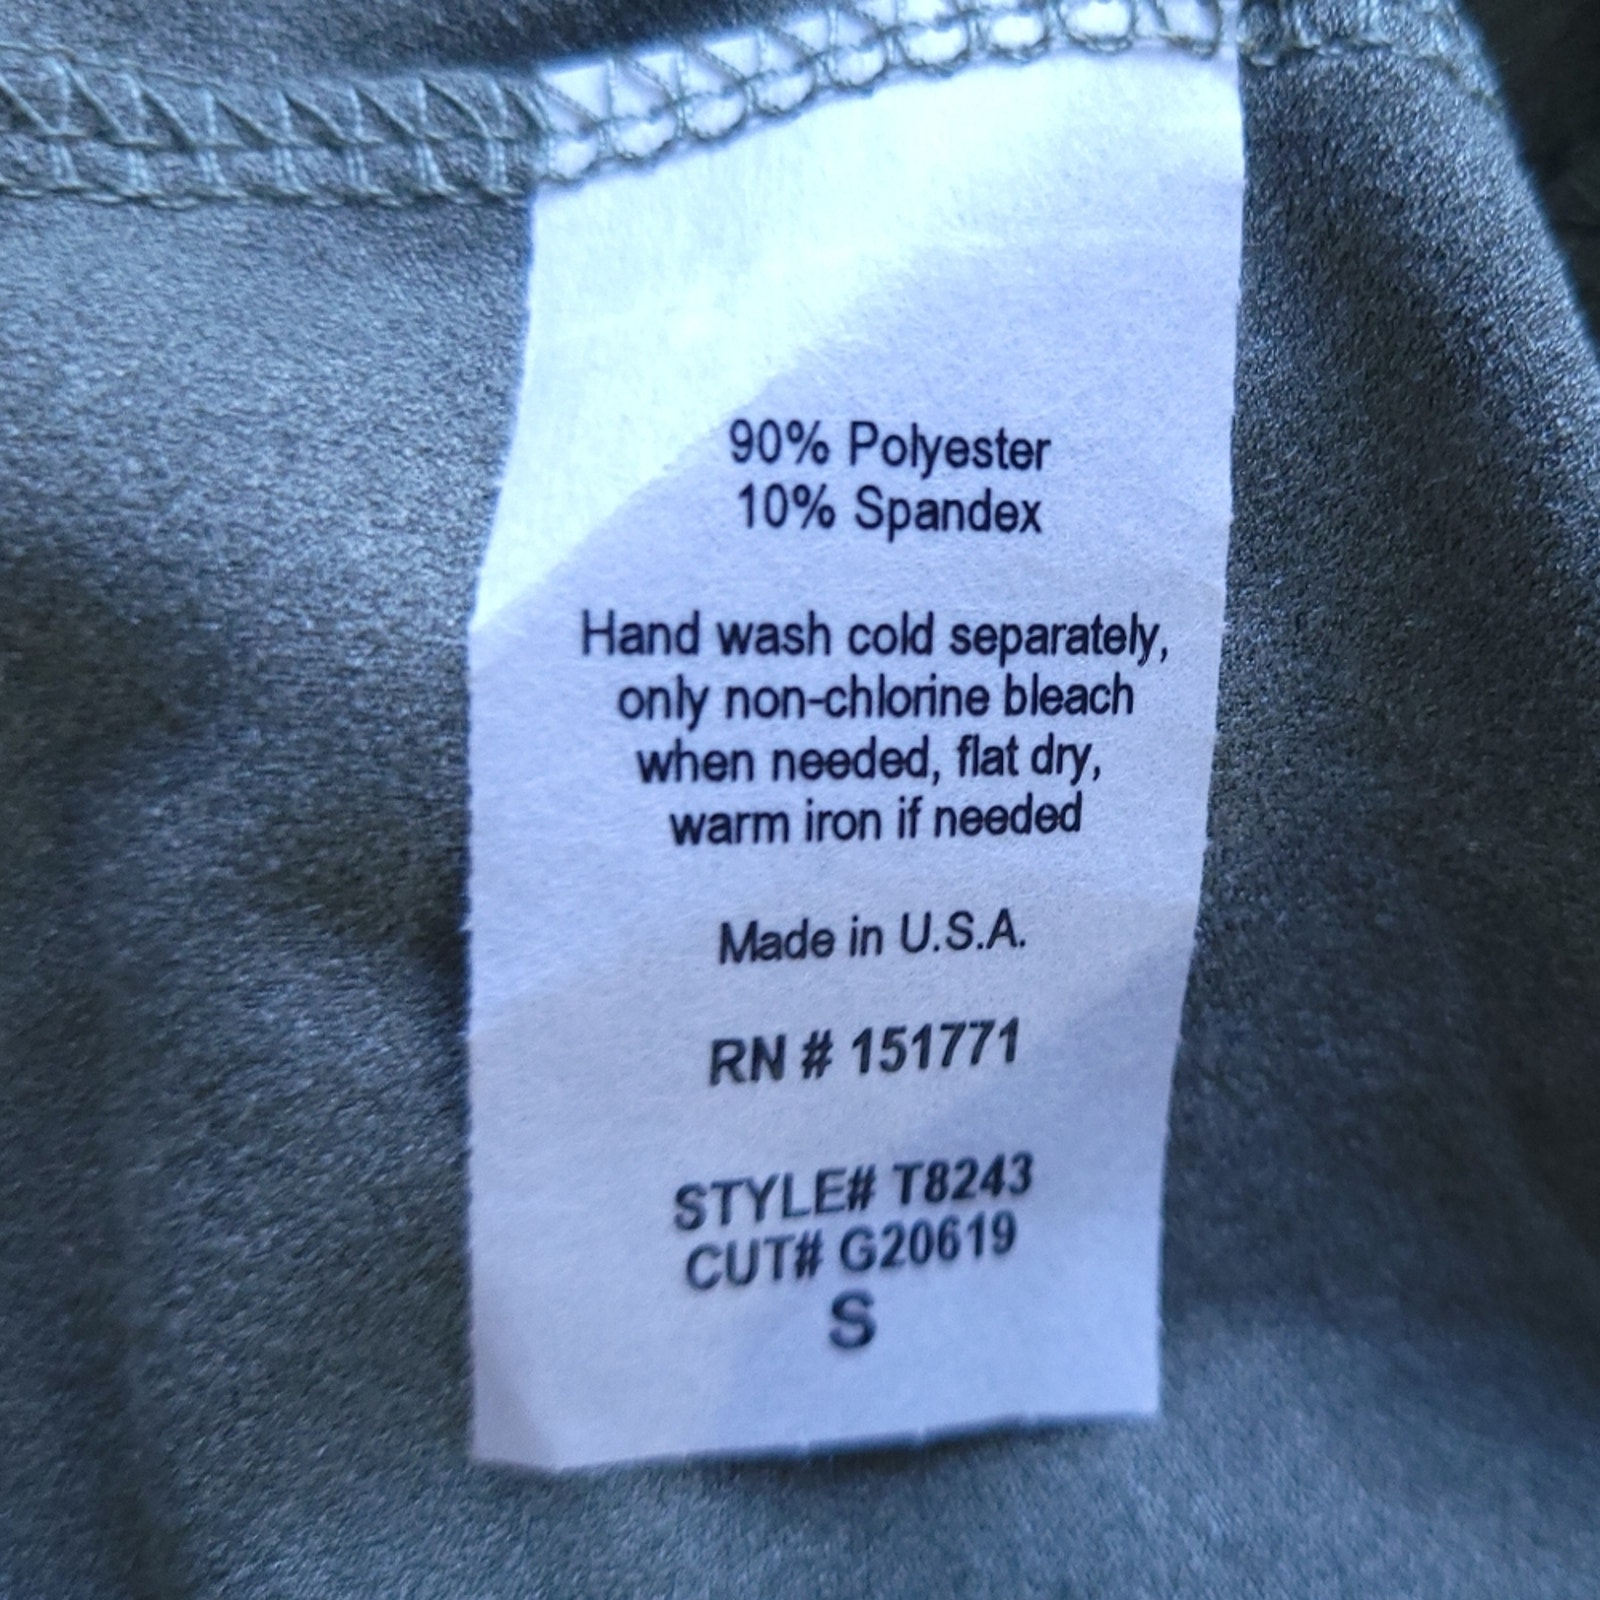 90% Polyester
10% Spandex
Hand wash cold separately,
only non-chlorine bleach
when needed, flat dry,
warm iron if needed
Made in U.S.A.
RN # 151771
STYLE# T8243
CUT# G20619
S